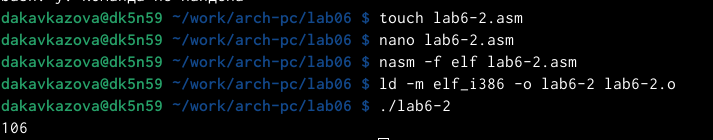 dakavkazova@dk5n59 ~/work/arch-pc/lab06 $ touch lab6-2.asm
dakavkazova@dk5n59 ~/work/arch-pc/lab06 $ nano lab6-2.asm
dakavkazova@dk5n59 ~/work/arch-pc/lab06 $ nasm -f elf lab6-2.asm
dakavkazova@dk5n59 ~/work/arch-pc/lab06 $ ld -m elf_i386 -o lab6-2 lab6-2.o
dakavkazova@dk5n59 ~/work/arch-pc/lab06 $ ./lab6-2
106